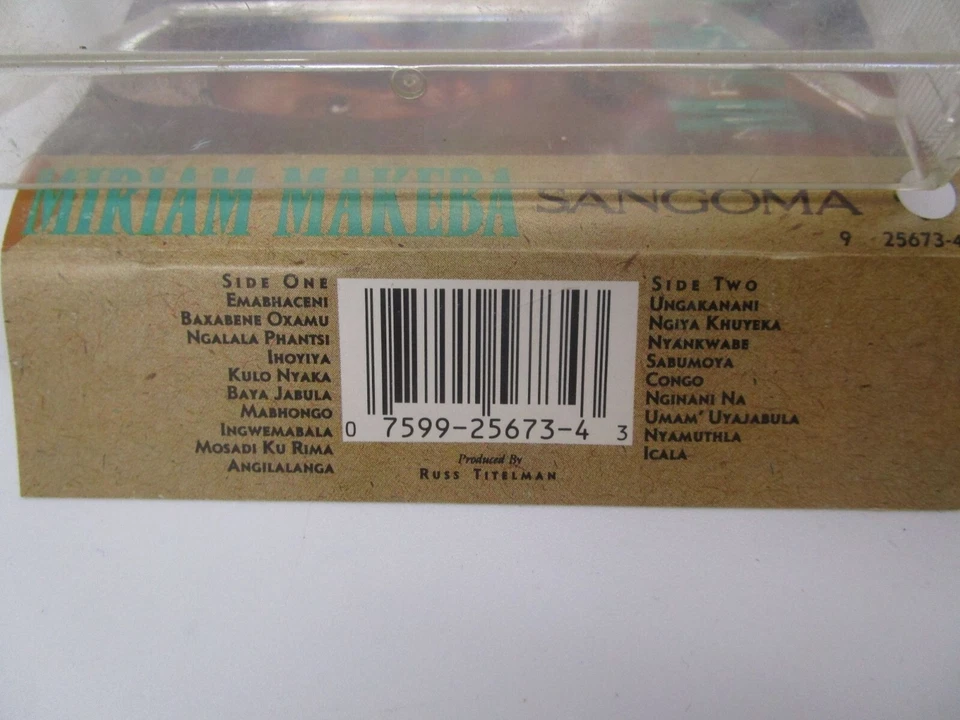 MIRIAM MAKEBA SANGOMA
9 25673-4
SIDE ONE
EMABHACENI
BAXABENE OXAMU
NGALALA PHANTSI
IHOYIYA
KULO NYAKA
BAYA JABULA
MABHONGO
INGWEMABALA
MOSADI KU RIMA
ANGILALANGA
0 7599-25673-4 3
Produced By
RUSS TITELMAN
SIDE TWO
UNGAKANANI
NGIYA KHUYEKA
NYANKWABE
SABUMOYA
CONGO
NGINANI NA
UMAM' UYAJABULA
NYAMUTHLA
ICALA